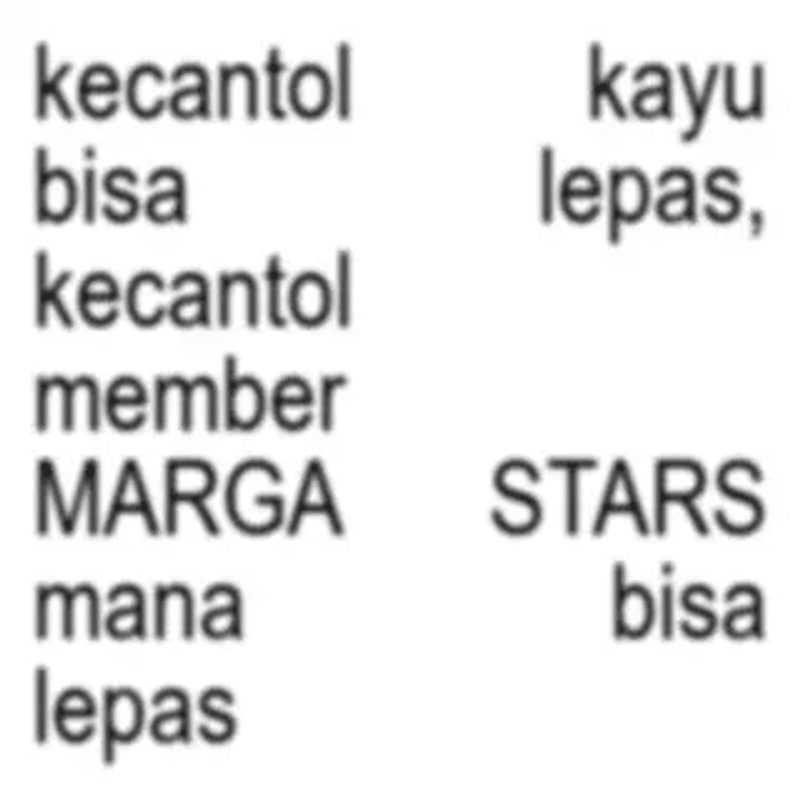 kecantol kayu
bisa lepas,
kecantol
member
MARGA STARS
mana bisa
lepas